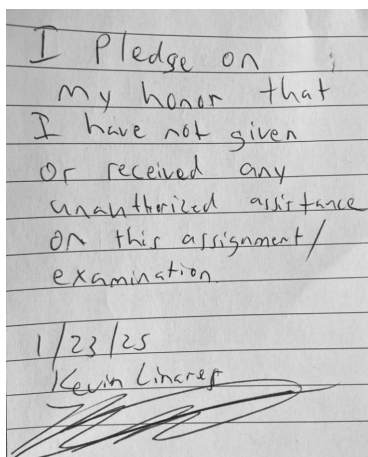 I Pledge on
my honor that
I have not given
or received any
unauthorized assistance
on this assignment/
examination.
1/23/25
Kevin Linares